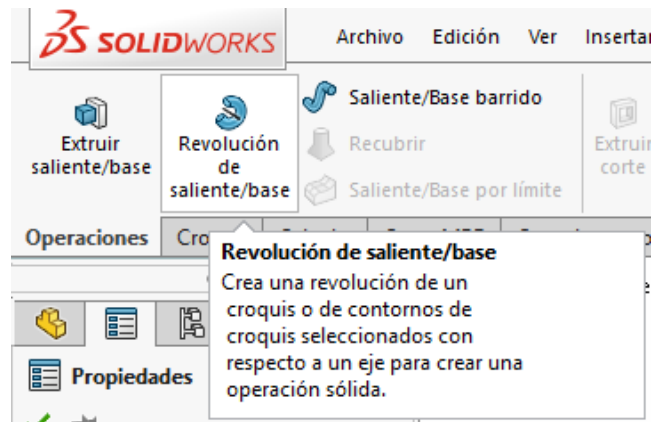 SOLIDWORKS
Archivo Edición Ver Insertar
Extruir saliente/base
Revolución de saliente/base
Saliente/Base barrido
Recubrir
Saliente/Base por límite
Extruir corte
Operaciones
Revolución de saliente/base
Crea una revolución de un
croquis o de contornos de
croquis seleccionados con
respecto a un eje para crear una
operación sólida.
Propiedades